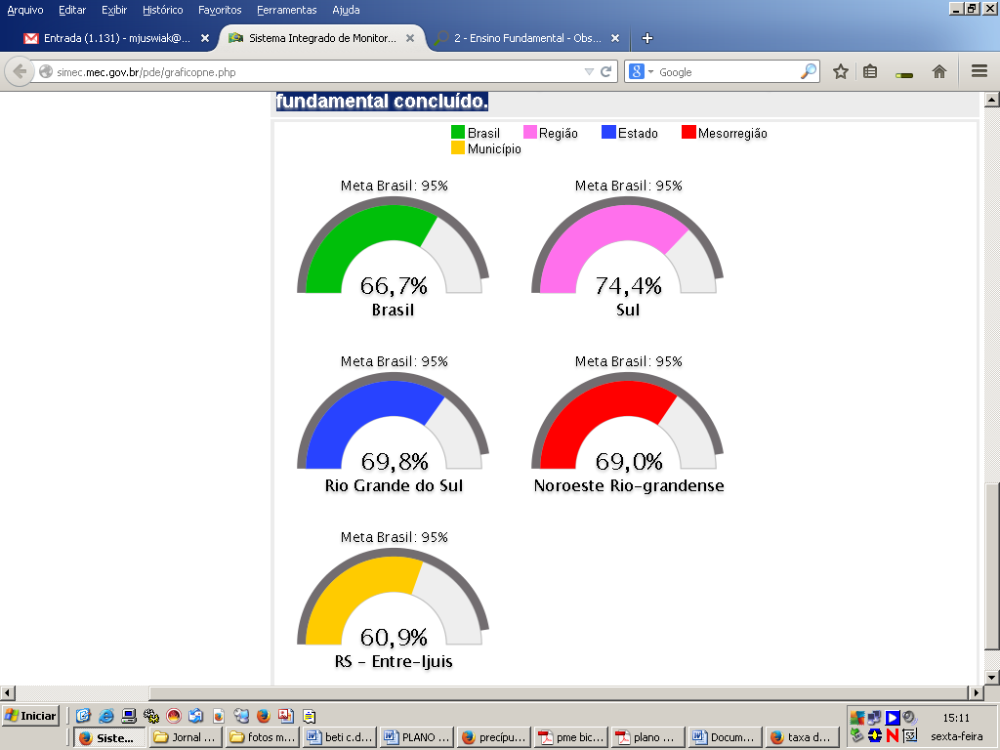 Arquivo Editar Exibir Histórico Favoritos Ferramentas Ajuda
Entrada (1.131) - mjuswiak@... Sistema Integrado de Monitor... 2 - Ensino Fundamental - Obs...
simec.mec.gov.br/pde/graficopne.php
Google
fundamental concluído.
Brasil Região Estado Mesorregião
Município
Meta Brasil: 95% Meta Brasil: 95%
66,7% 74,4%
Brasil Sul
Meta Brasil: 95% Meta Brasil: 95%
69,8% 69,0%
Rio Grande do Sul Noroeste Rio-grandense
Meta Brasil: 95%
60,9%
RS - Entre-Ijuis
Iniciar
15:11
Siste... Jornal ... fotos m... beti c.d... PLANO ... precípu... pme bic... plano ... Docum... taxa d...
sexta-feira